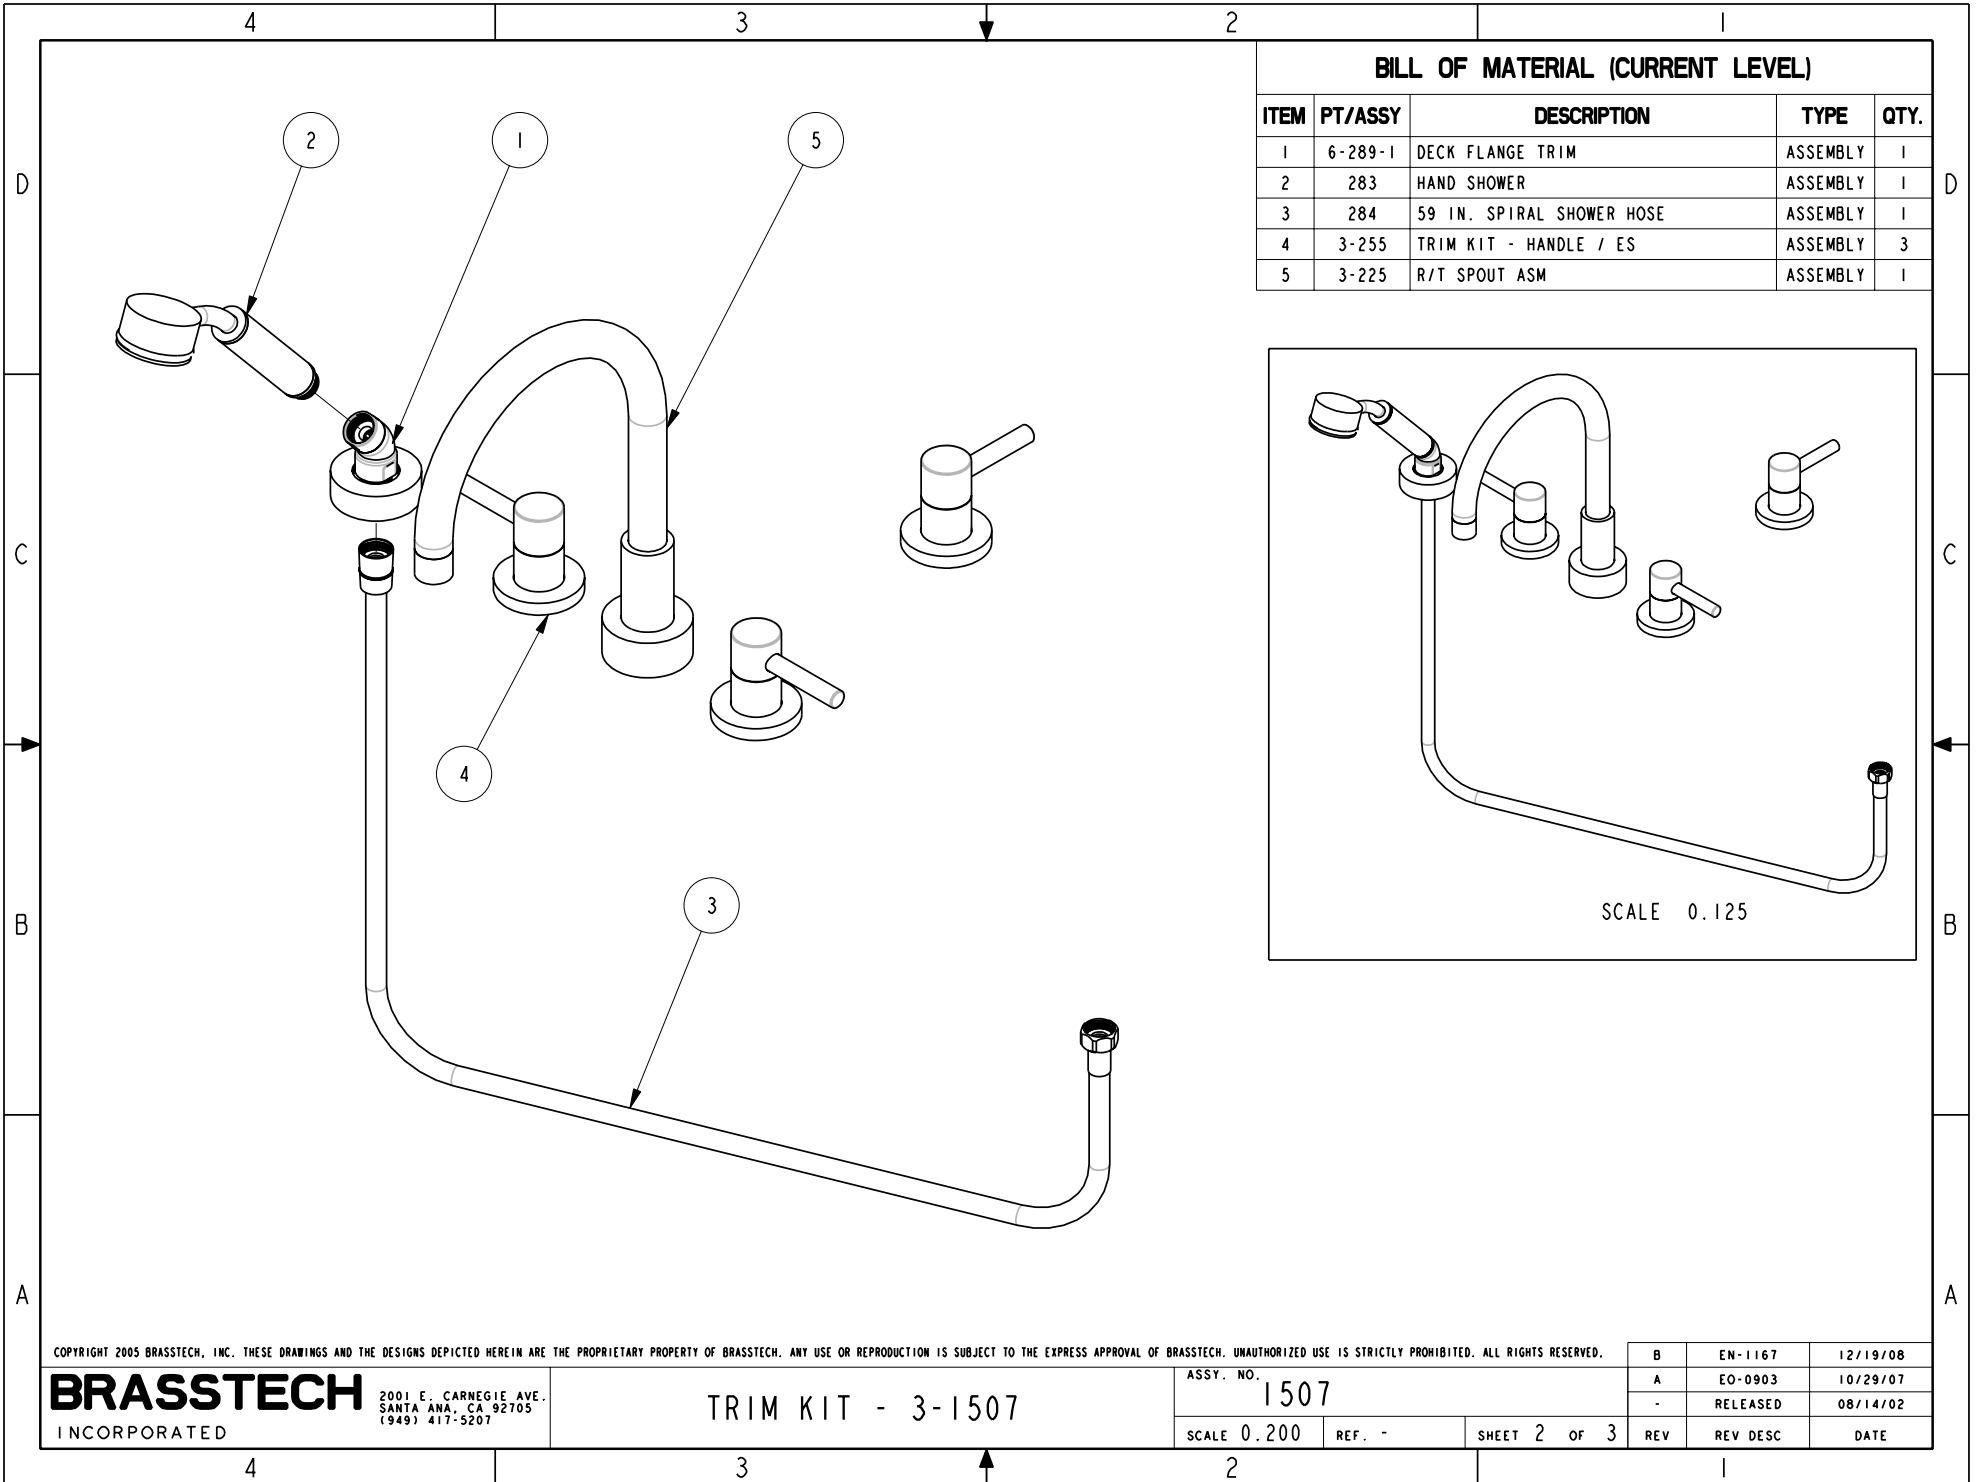 4 3 2 1
BILL OF MATERIAL (CURRENT LEVEL)
ITEM PT/ASSY DESCRIPTION TYPE QTY.
1 6-289-1 DECK FLANGE TRIM ASSEMBLY 1
2 283 HAND SHOWER ASSEMBLY 1
3 284 59 IN. SPIRAL SHOWER HOSE ASSEMBLY 1
4 3-255 TRIM KIT - HANDLE / ES ASSEMBLY 3
5 3-225 R/T SPOUT ASM ASSEMBLY 1
2 1 5
D D
C C
4
3
SCALE 0.125
B B
A A
COPYRIGHT 2005 BRASSTECH, INC. THESE DRAWINGS AND THE DESIGNS DEPICTED HEREIN ARE THE PROPRIETARY PROPERTY OF BRASSTECH. ANY USE OR REPRODUCTION IS SUBJECT TO THE EXPRESS APPROVAL OF BRASSTECH. UNAUTHORIZED USE IS STRICTLY PROHIBITED. ALL RIGHTS RESERVED.
BRASSTECH
INCORPORATED
2001 E. CARNEGIE AVE.
SANTA ANA, CA 92705
(949) 417-5207
TRIM KIT - 3-1507
ASSY. NO.
1507
SCALE 0.200 REF. - SHEET 2 OF 3
B EN-1167 12/19/08
A EO-0903 10/29/07
- RELEASED 08/14/02
REV REV DESC DATE
4 3 2 1